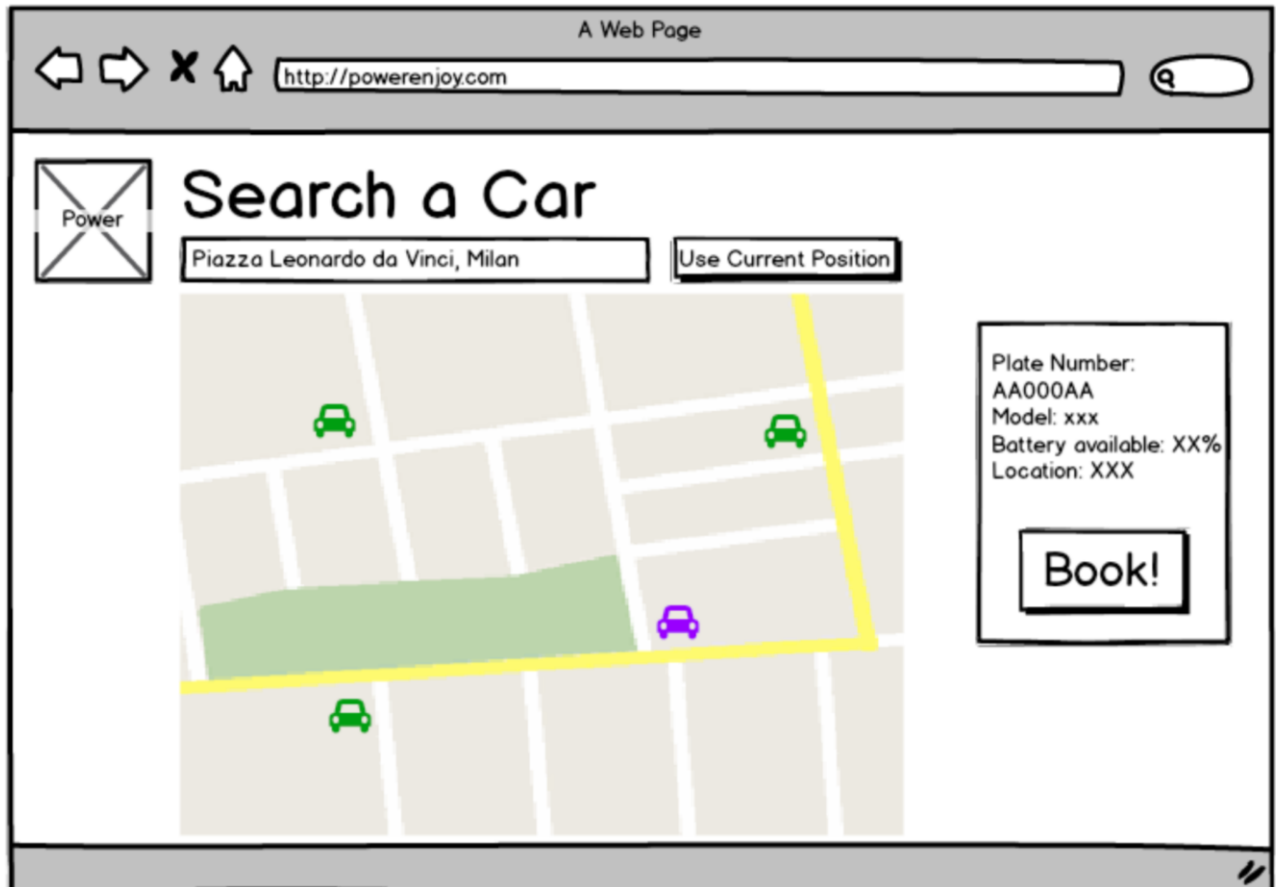 A Web Page
http://powerenjoy.com
Power
Search a Car
Piazza Leonardo da Vinci, Milan
Use Current Position
Plate Number:
AA000AA
Model: xxx
Battery available: XX%
Location: XXX
Book!